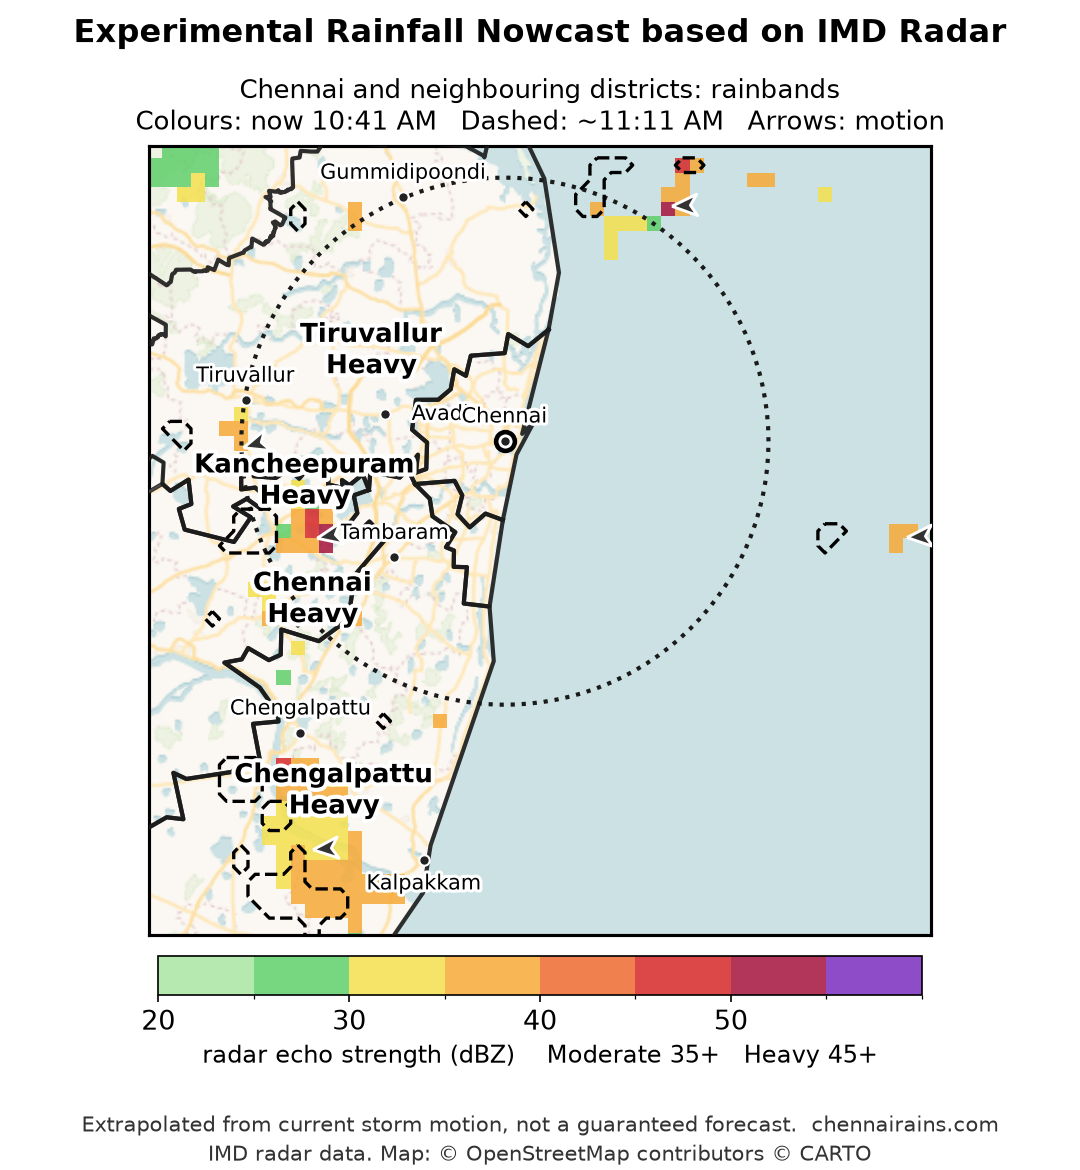 Experimental Rainfall Nowcast based on IMD Radar
Chennai and neighbouring districts: rainbands
Colours: now 10:41 AM   Dashed: ~11:11 AM   Arrows: motion
Gummidipoondi
Tiruvallur
Heavy
Tiruvallur
Chennai
Kancheepuram
Heavy
Tambaram
Chennai
Heavy
Chengalpattu
Chengalpattu
Heavy
Kalpakkam
20 30 40 50
radar echo strength (dBZ)    Moderate 35+   Heavy 45+
Extrapolated from current storm motion, not a guaranteed forecast.  chennairains.com
IMD radar data. Map: © OpenStreetMap contributors © CARTO